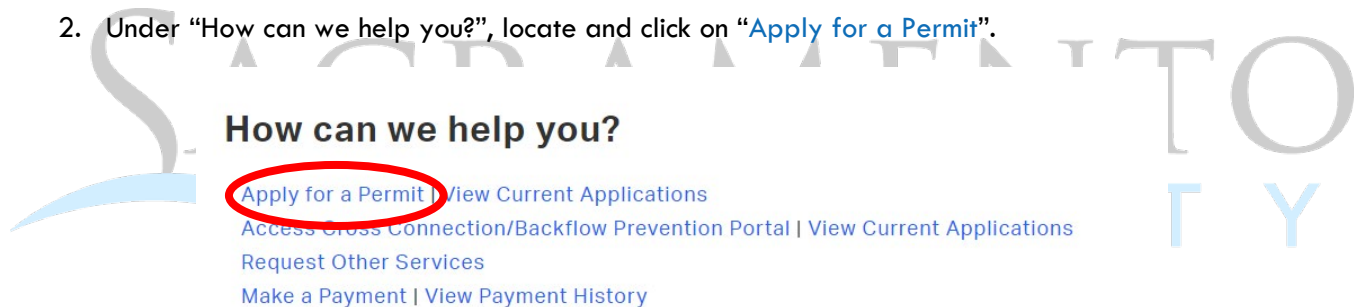 2. Under “How can we help you?”, locate and click on “Apply for a Permit”.
SACRAMENTO
How can we help you?
Apply for a Permit | View Current Applications
TY
Access Cross Connection/Backflow Prevention Portal | View Current Applications
Request Other Services
Make a Payment | View Payment History